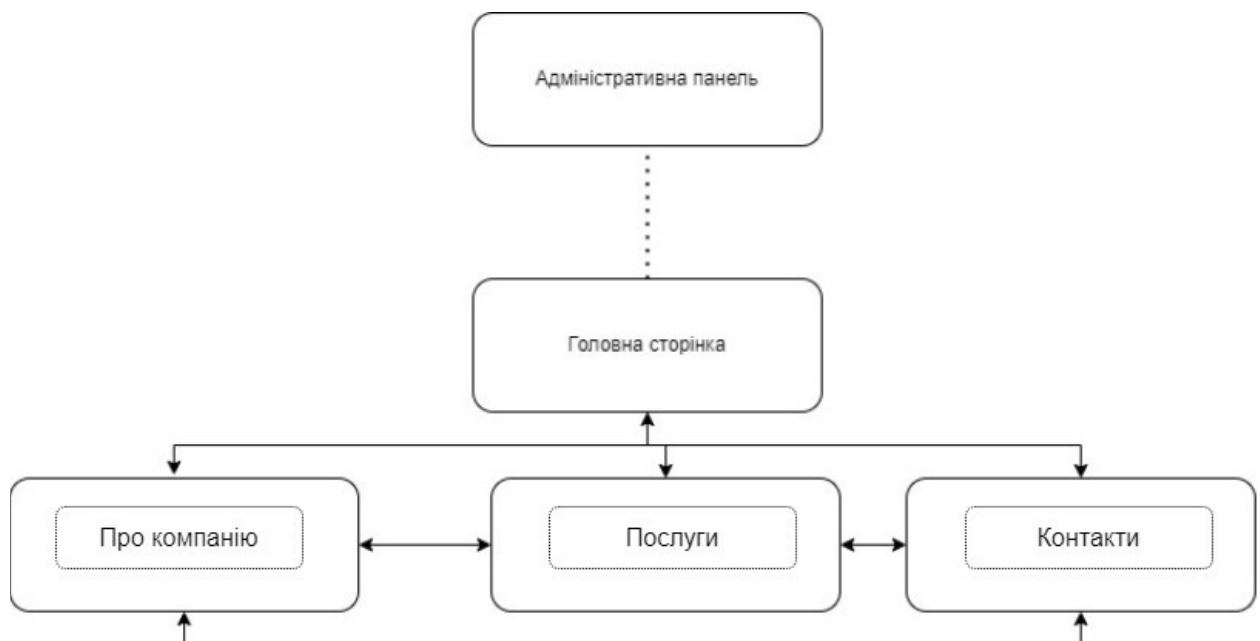 Адміністративна панель
Головна сторінка
Про компанію
Послуги
Контакти